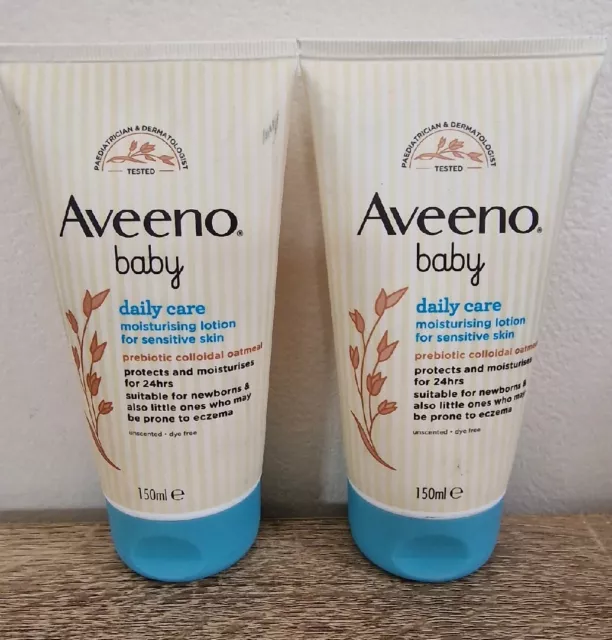 PAEDIATRICIAN & DERMATOLOGIST
TESTED
Aveeno®
baby
daily care
moisturising lotion
for sensitive skin
prebiotic colloidal oatmeal
protects and moisturises
for 24hrs
suitable for newborns &
also little ones who may
be prone to eczema
unscented • dye free
150ml ℮
PAEDIATRICIAN & DERMATOLOGIST
TESTED
Aveeno®
baby
daily care
moisturising lotion
for sensitive skin
prebiotic colloidal oatmeal
protects and moisturises
for 24hrs
suitable for newborns &
also little ones who may
be prone to eczema
unscented • dye free
150ml ℮